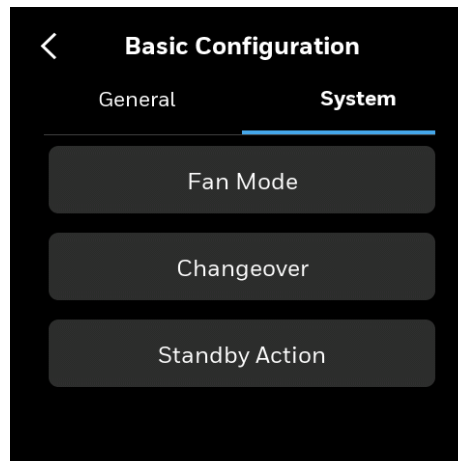 Basic Configuration
General System
Fan Mode
Changeover
Standby Action